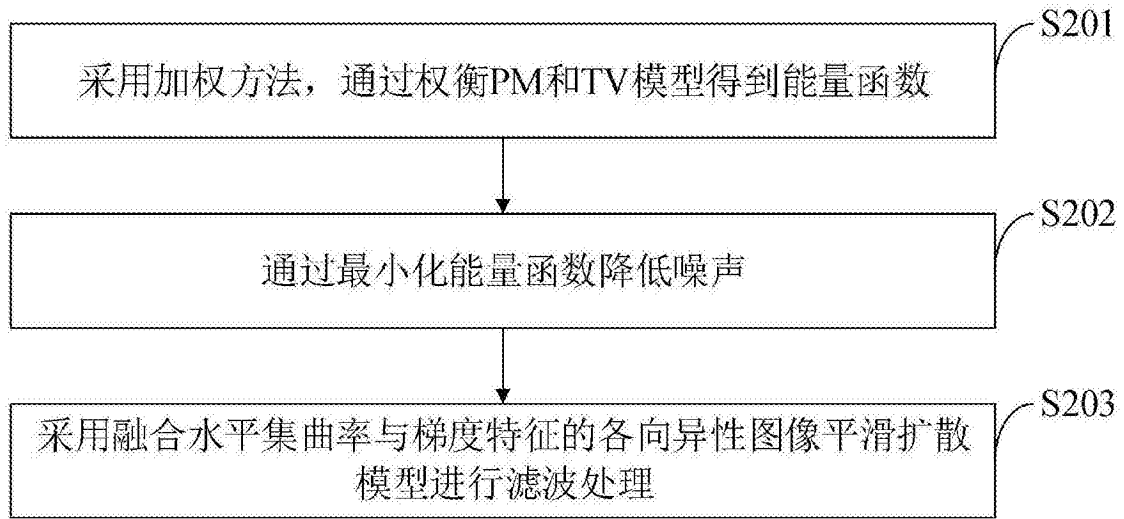 S201
采用加权方法，通过权衡PM和TV模型得到能量函数
S202
通过最小化能量函数降低噪声
S203
采用融合水平集曲率与梯度特征的各向异性图像平滑扩散
模型进行滤波处理